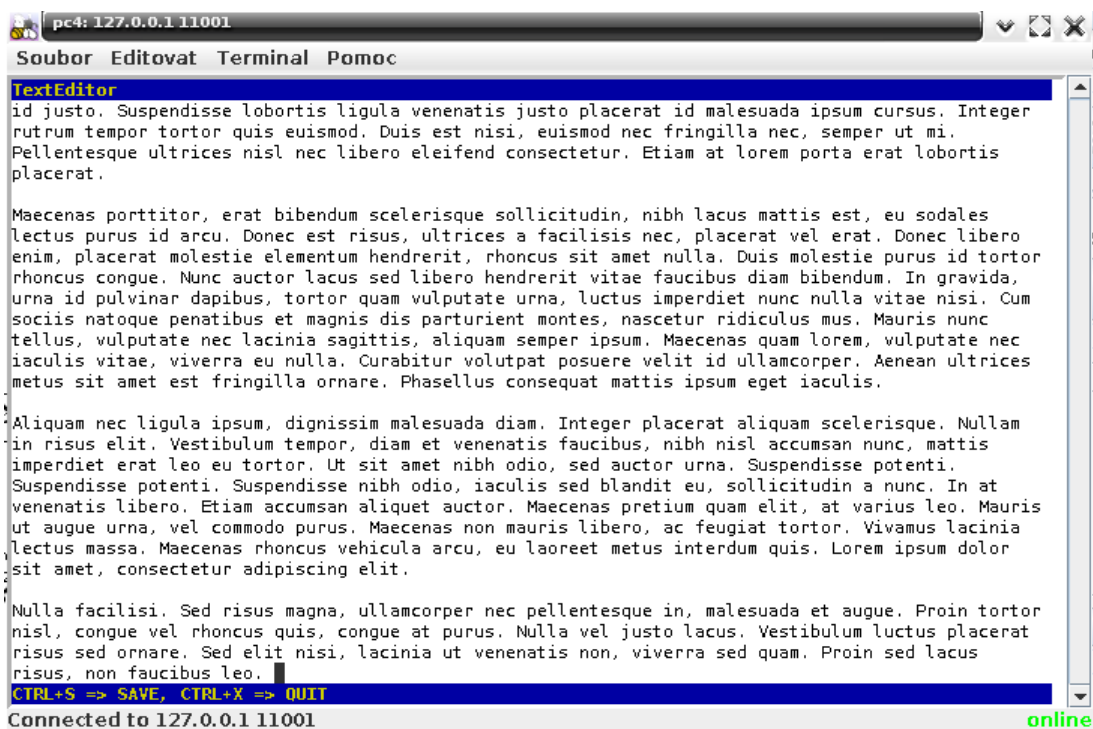 pc4: 127.0.0.1 11001
Soubor Editovat Terminal Pomoc
TextEditor
id justo. Suspendisse lobortis ligula venenatis justo placerat id malesuada ipsum cursus. Integer
rutrum tempor tortor quis euismod. Duis est nisi, euismod nec fringilla nec, semper ut mi.
Pellentesque ultrices nisl nec libero eleifend consectetur. Etiam at lorem porta erat lobortis
placerat.
Maecenas porttitor, erat bibendum scelerisque sollicitudin, nibh lacus mattis est, eu sodales
lectus purus id arcu. Donec est risus, ultrices a facilisis nec, placerat vel erat. Donec libero
enim, placerat molestie elementum hendrerit, rhoncus sit amet nulla. Duis molestie purus id tortor
rhoncus congue. Nunc auctor lacus sed libero hendrerit vitae faucibus diam bibendum. In gravida,
urna id pulvinar dapibus, tortor quam vulputate urna, luctus imperdiet nunc nulla vitae nisi. Cum
sociis natoque penatibus et magnis dis parturient montes, nascetur ridiculus mus. Mauris nunc
tellus, vulputate nec lacinia sagittis, aliquam semper ipsum. Maecenas quam lorem, vulputate nec
iaculis vitae, viverra eu nulla. Curabitur volutpat posuere velit id ullamcorper. Aenean ultrices
metus sit amet est fringilla ornare. Phasellus consequat mattis ipsum eget iaculis.
Aliquam nec ligula ipsum, dignissim malesuada diam. Integer placerat aliquam scelerisque. Nullam
in risus elit. Vestibulum tempor, diam et venenatis faucibus, nibh nisl accumsan nunc, mattis
imperdiet erat leo eu tortor. Ut sit amet nibh odio, sed auctor urna. Suspendisse potenti.
Suspendisse potenti. Suspendisse nibh odio, iaculis sed blandit eu, sollicitudin a nunc. In at
venenatis libero. Etiam accumsan aliquet auctor. Maecenas pretium quam elit, at varius leo. Mauris
ut augue urna, vel commodo purus. Maecenas non mauris libero, ac feugiat tortor. Vivamus lacinia
lectus massa. Maecenas rhoncus vehicula arcu, eu laoreet metus interdum quis. Lorem ipsum dolor
sit amet, consectetur adipiscing elit.
Nulla facilisi. Sed risus magna, ullamcorper nec pellentesque in, malesuada et augue. Proin tortor
nisl, congue vel rhoncus quis, congue at purus. Nulla vel justo lacus. Vestibulum luctus placerat
risus sed ornare. Sed elit nisi, lacinia ut venenatis non, viverra sed quam. Proin sed lacus
risus, non faucibus leo.
CTRL+S => SAVE, CTRL+X => QUIT
Connected to 127.0.0.1 11001 online